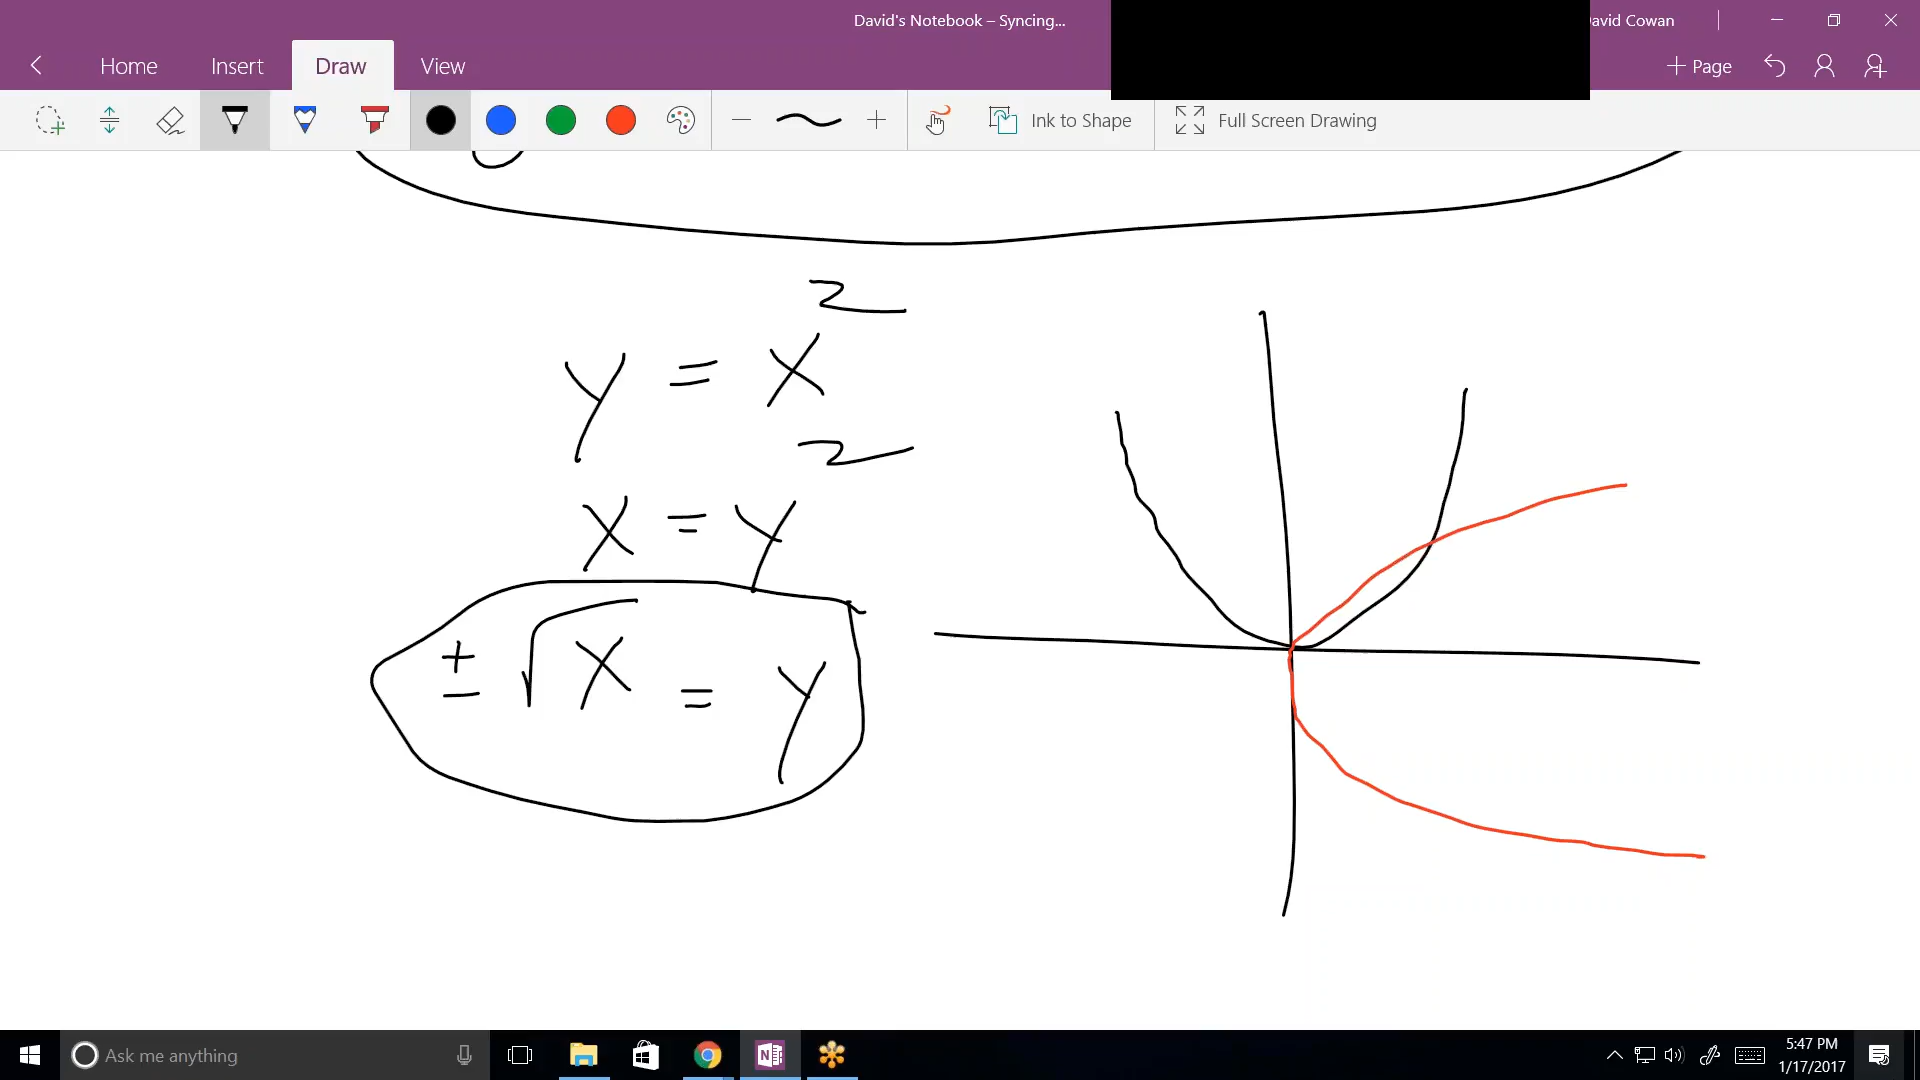 David's Notebook – Syncing...
avid Cowan
Home Insert Draw View
Page
Ink to Shape Full Screen Drawing
y = x²
x = y²
± √x = y
Ask me anything
5:47 PM
1/17/2017